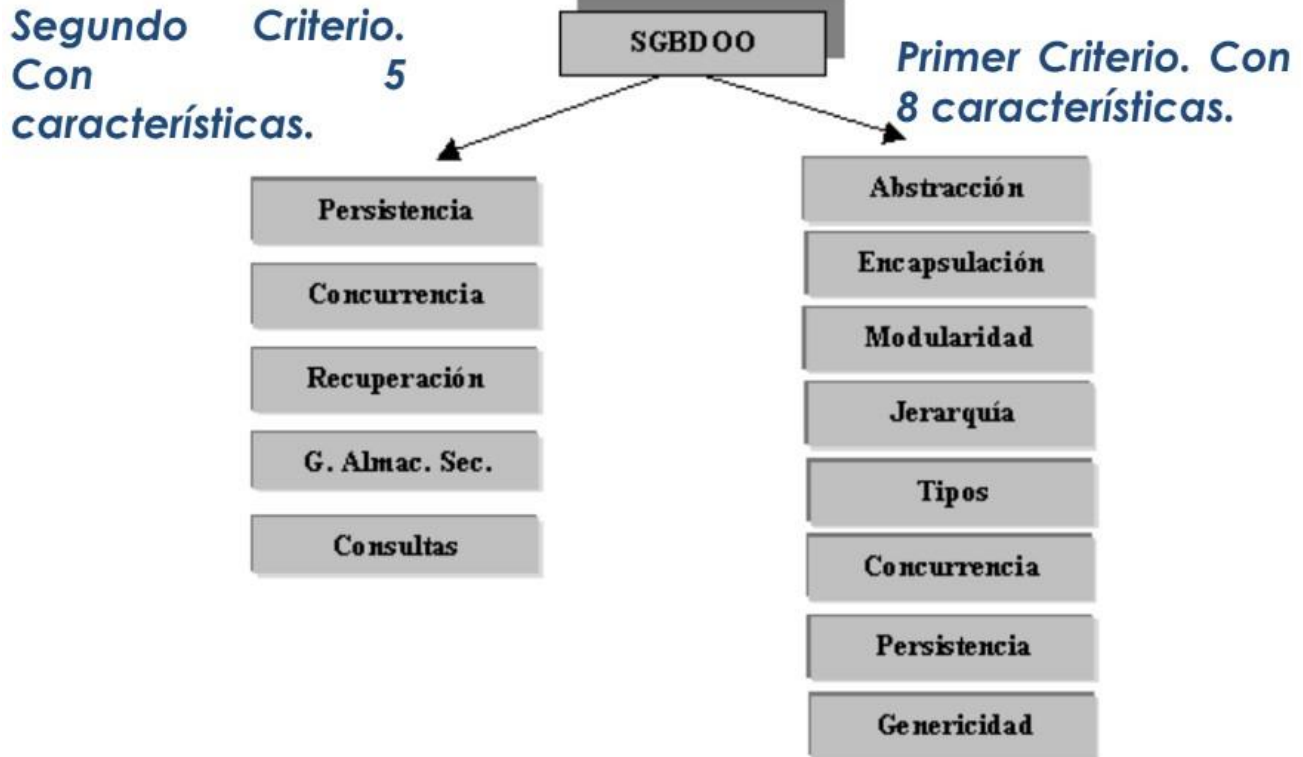 Segundo Criterio.
Con 5
características.
SGBDOO
Primer Criterio. Con
8 características.
Persistencia
Concurrencia
Recuperación
G. Almac. Sec.
Consultas
Abstracción
Encapsulación
Modularidad
Jerarquía
Tipos
Concurrencia
Persistencia
Genericidad